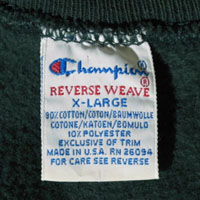 Champion®
REVERSE WEAVE®
X-LARGE
90% COTTON/COTON/BAUMWOLLE
COTONE/KATOEN/BOMULD
10% POLYESTER
EXCLUSIVE OF TRIM
MADE IN U.S.A. RN 26094
FOR CARE SEE REVERSE